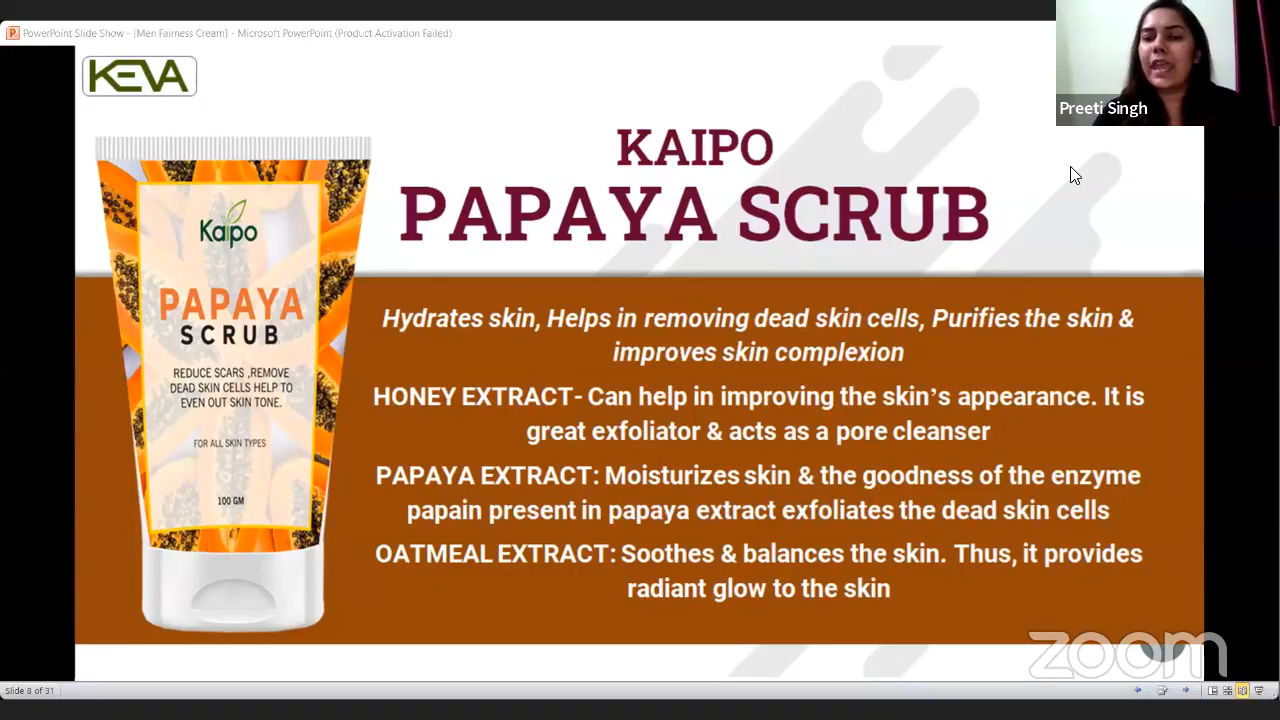 PowerPoint Slide Show - [Men Fairness Cream] - Microsoft PowerPoint (Product Activation Failed)
Preeti Singh
KEVA
KAIPO
PAPAYA SCRUB
Kaipo
PAPAYA
SCRUB
REDUCE SCARS ,REMOVE
DEAD SKIN CELLS HELP TO
EVEN OUT SKIN TONE.
FOR ALL SKIN TYPES
100 GM
Hydrates skin, Helps in removing dead skin cells, Purifies the skin &
improves skin complexion
HONEY EXTRACT- Can help in improving the skin’s appearance. It is
great exfoliator & acts as a pore cleanser
PAPAYA EXTRACT: Moisturizes skin & the goodness of the enzyme
papain present in papaya extract exfoliates the dead skin cells
OATMEAL EXTRACT: Soothes & balances the skin. Thus, it provides
radiant glow to the skin
zoom
Slide 8 of 31